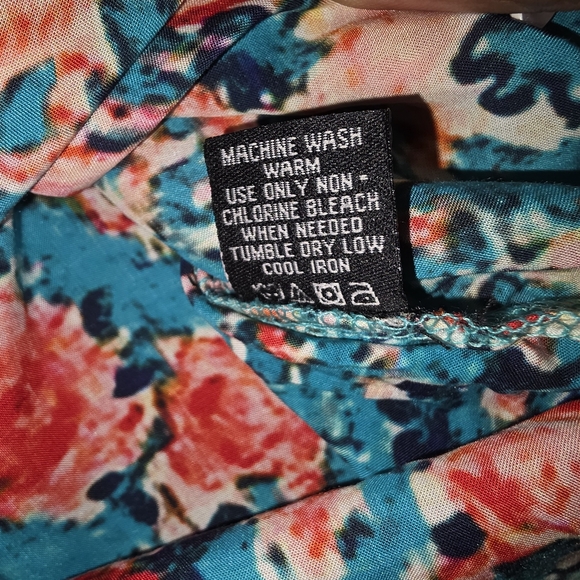 MACHINE WASH
WARM
USE ONLY NON -
CHLORINE BLEACH
WHEN NEEDED
TUMBLE DRY LOW
COOL IRON